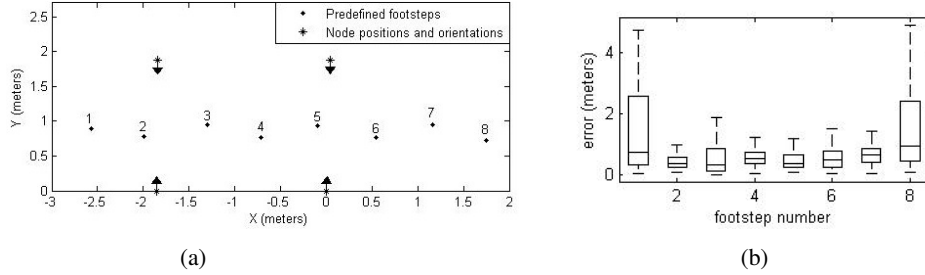 2.5
2
1.5
1
0.5
0
Y (meters)
Predefined footsteps
Node positions and orientations
1
2
3
4
5
6
7
8
-3 -2.5 -2 -1.5 -1 -0.5 0 0.5 1 1.5 2
X (meters)
(a)
4
2
0
error (meters)
2 4 6 8
footstep number
(b)